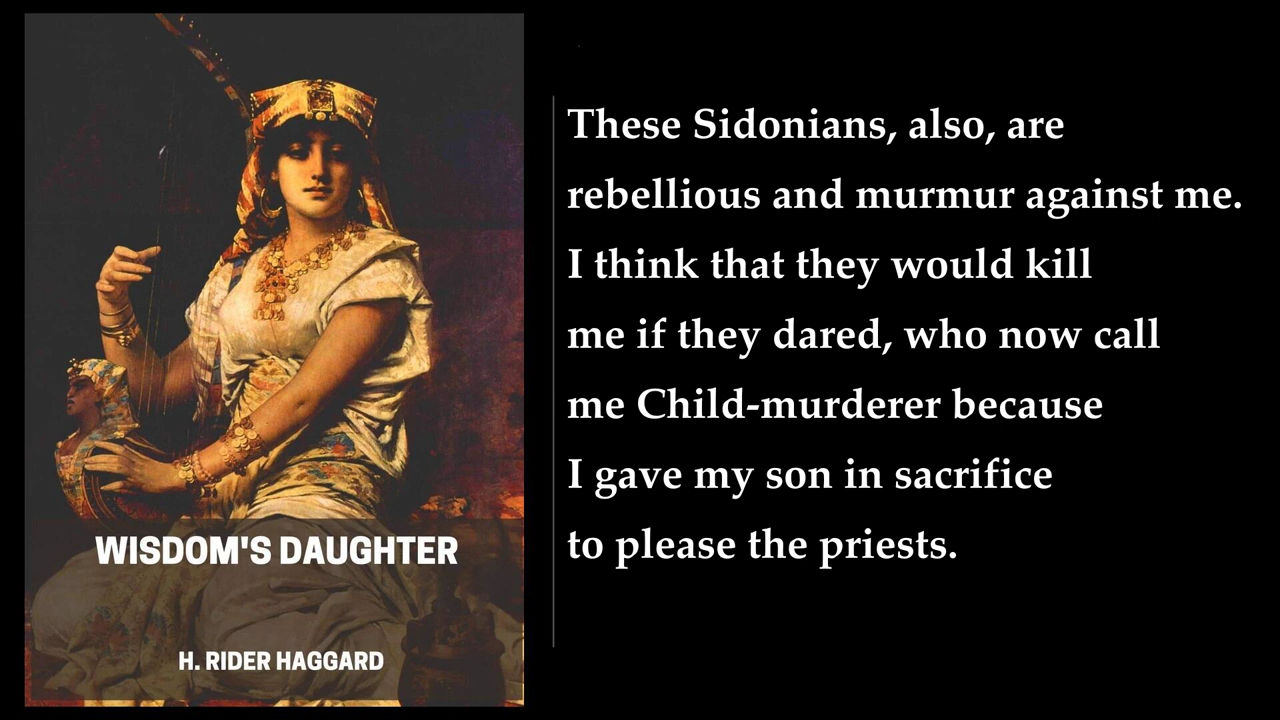 WISDOM'S DAUGHTER
H. RIDER HAGGARD
These Sidonians, also, are
rebellious and murmur against me.
I think that they would kill
me if they dared, who now call
me Child-murderer because
I gave my son in sacrifice
to please the priests.